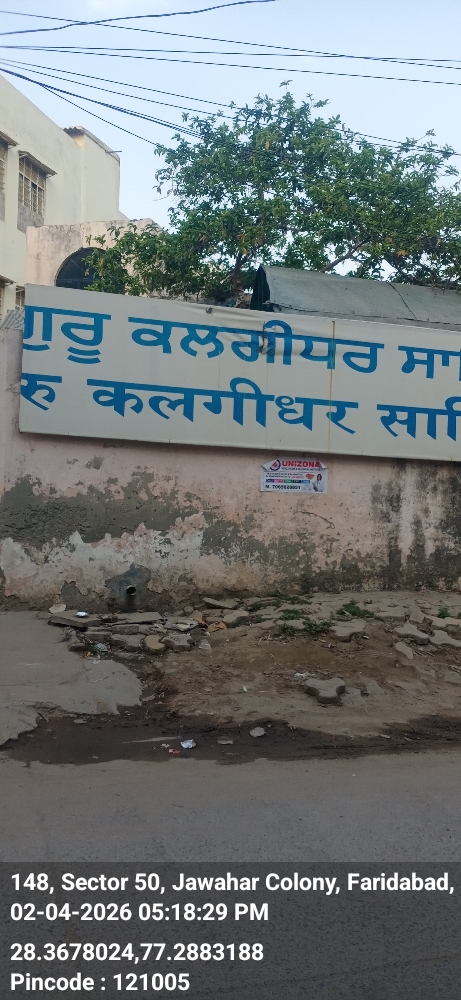 ਗੁਰੂ ਕਲਗੀਧਰ ਸਾ
रु कलगीधर साहि
UNIZONA
M. 7065828891
148, Sector 50, Jawahar Colony, Faridabad,
02-04-2026 05:18:29 PM
28.3678024,77.2883188
Pincode : 121005